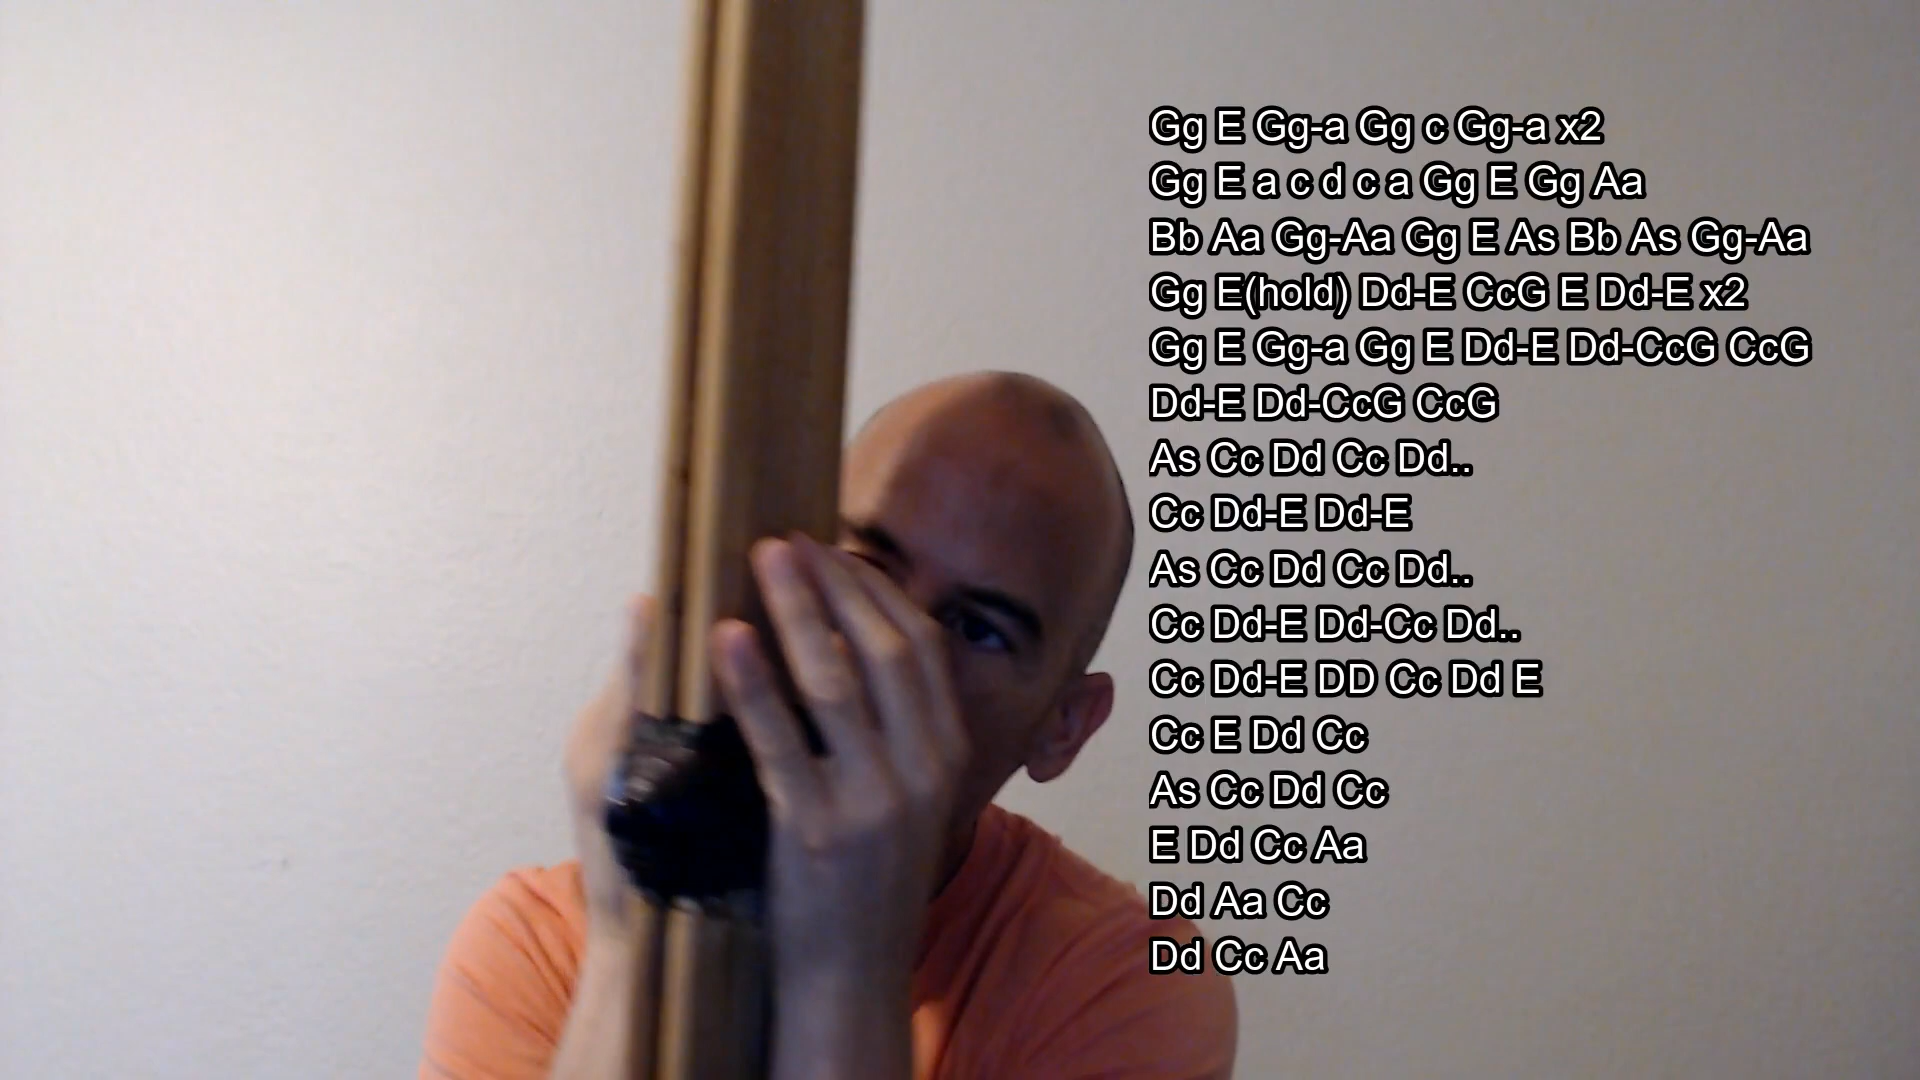 Gg E Gg-a Gg c Gg-a x2
Gg E a c d c a Gg E Gg Aa
Bb Aa Gg-Aa Gg E As Bb As Gg-Aa
Gg E(hold) Dd-E CcG E Dd-E x2
Gg E Gg-a Gg E Dd-E Dd-CcG CcG
Dd-E Dd-CcG CcG
As Cc Dd Cc Dd..
Cc Dd-E Dd-E
As Cc Dd Cc Dd..
Cc Dd-E Dd-Cc Dd..
Cc Dd-E DD Cc Dd E
Cc E Dd Cc
As Cc Dd Cc
E Dd Cc Aa
Dd Aa Cc
Dd Cc Aa